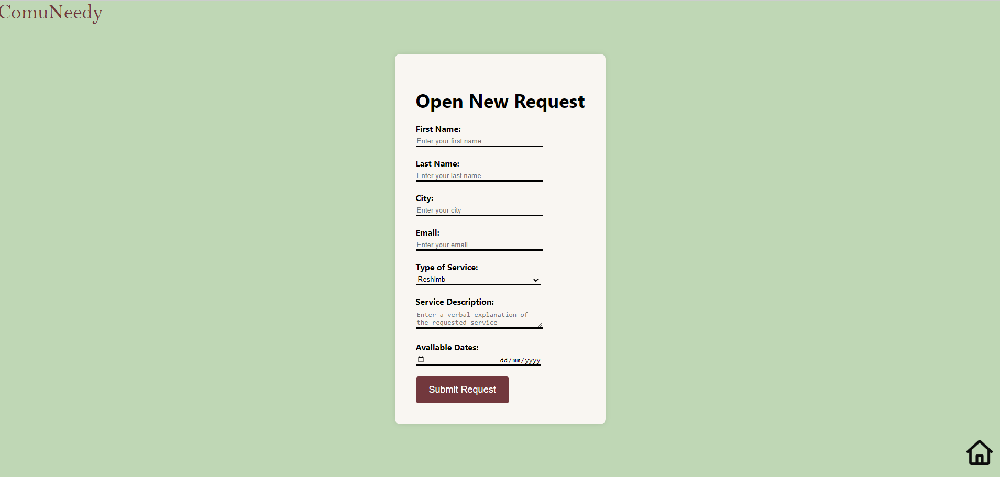 ComuNeedy
Open New Request
First Name:
Enter your first name
Last Name:
Enter your last name
City:
Enter your city
Email:
Enter your email
Type of Service:
Reshimb
Service Description:
Enter a verbal explanation of
the requested service
Available Dates:
dd/mm/yyyy
Submit Request